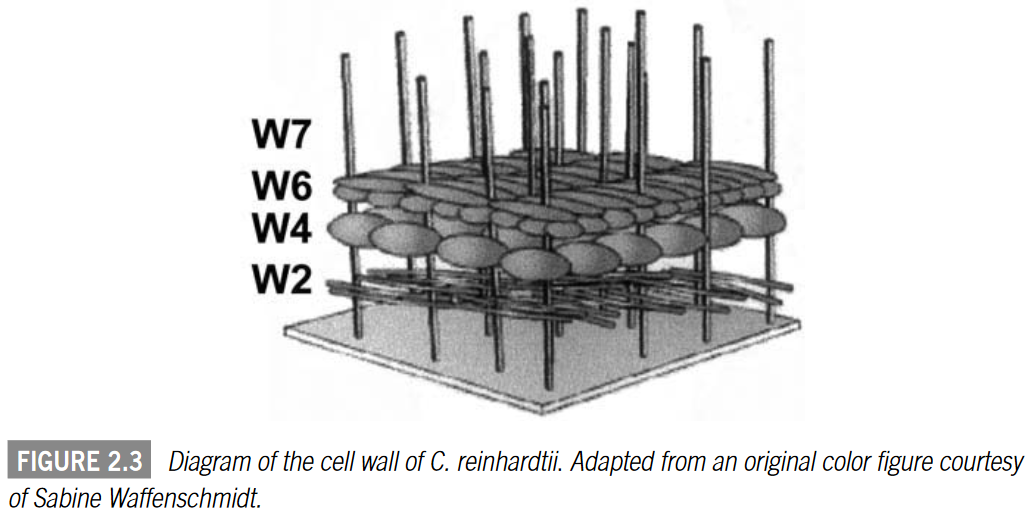 W7
W6
W4
W2
FIGURE 2.3 Diagram of the cell wall of C. reinhardtii. Adapted from an original color figure courtesy
of Sabine Waffenschmidt.